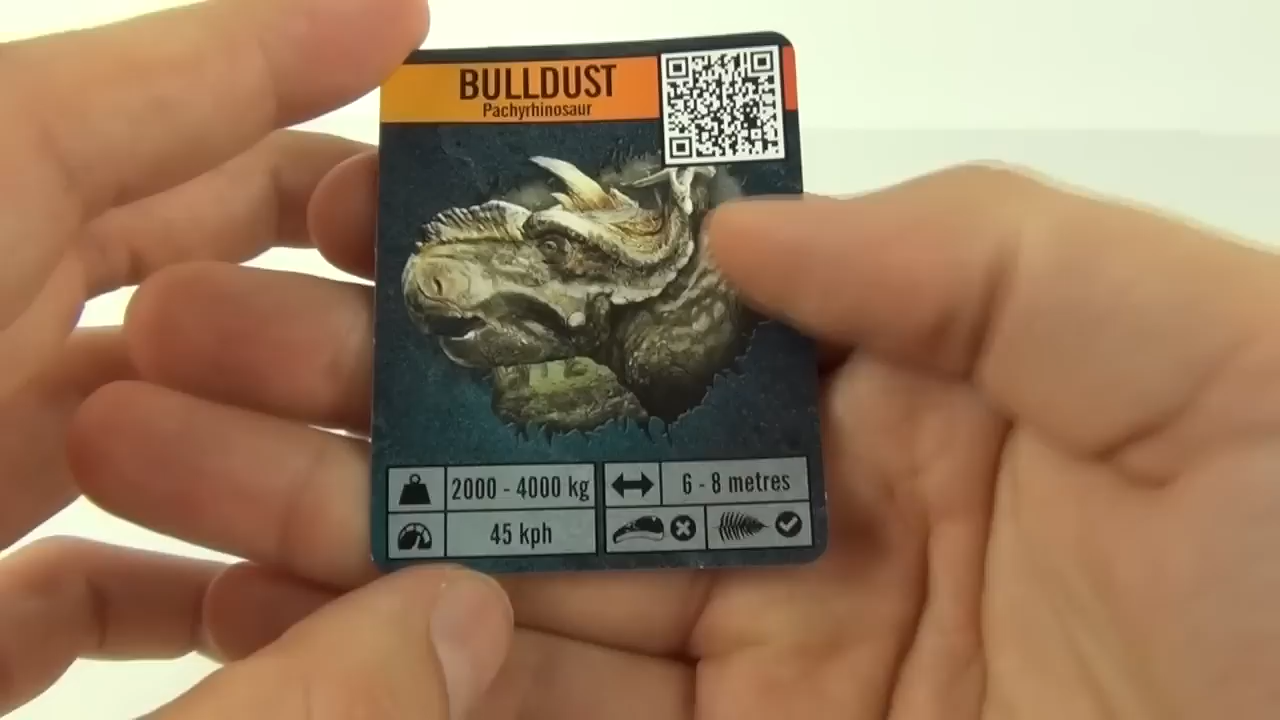 BULLDUST
Pachyrhinosaur
2000 - 4000 kg
6 - 8 metres
45 kph